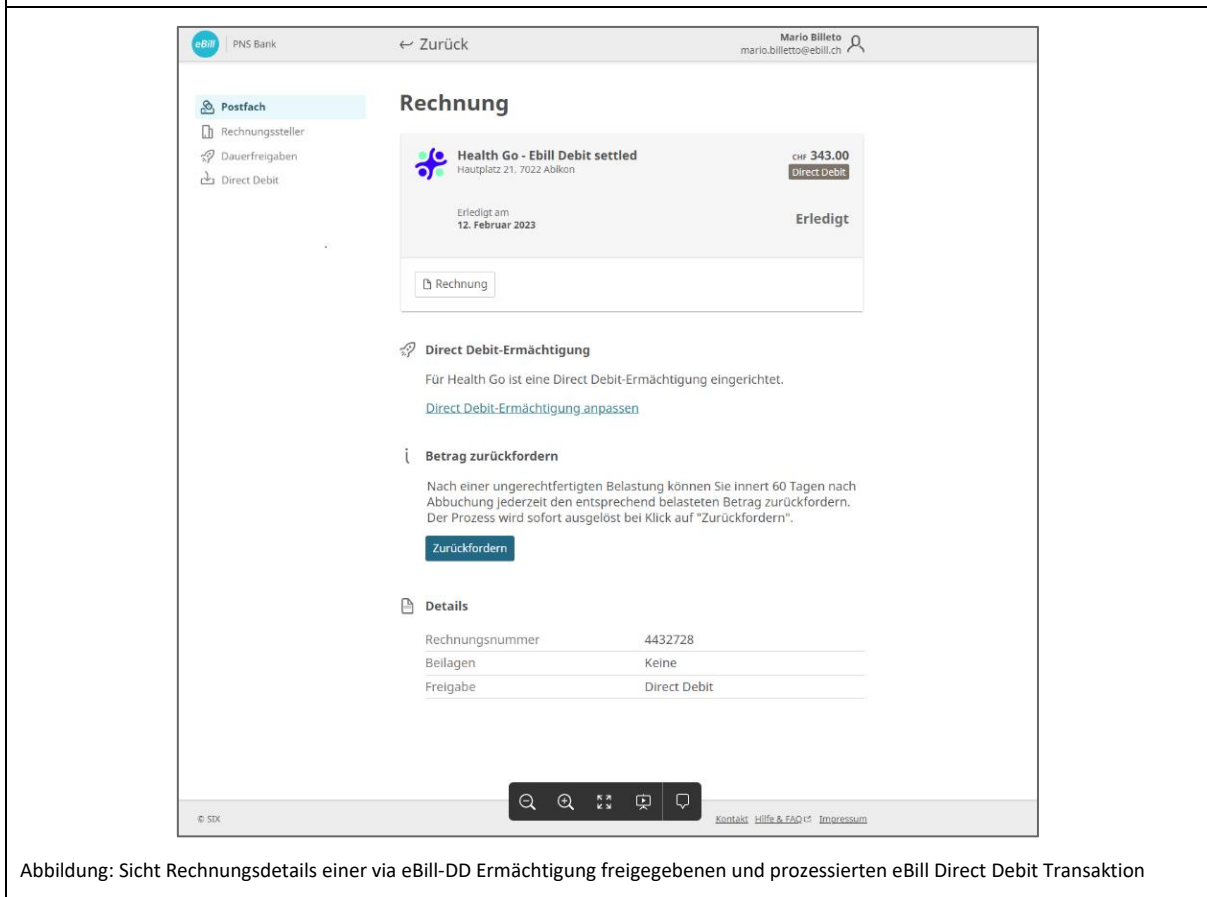 eBill PNS Bank
← Zurück
Mario Billeto
mario.billetto@ebill.ch
Postfach
Rechnungssteller
Dauerfreigaben
Direct Debit
Rechnung
Health Go - Ebill Debit settled
Hautplatz 21, 7022 Abikon
CHF 343.00
Direct Debit
Erledigt am
12. Februar 2023
Erledigt
Rechnung
Direct Debit-Ermächtigung
Für Health Go ist eine Direct Debit-Ermächtigung eingerichtet.
Direct Debit-Ermächtigung anpassen
Betrag zurückfordern
Nach einer ungerechtfertigten Belastung können Sie innert 60 Tagen nach
Abbuchung jederzeit den entsprechend belasteten Betrag zurückfordern.
Der Prozess wird sofort ausgelöst bei Klick auf "Zurückfordern".
Zurückfordern
Details
Rechnungsnummer 4432728
Beilagen Keine
Freigabe Direct Debit
© SIX
Kontakt Hilfe & FAQ Impressum
Abbildung: Sicht Rechnungsdetails einer via eBill-DD Ermächtigung freigegebenen und prozessierten eBill Direct Debit Transaktion